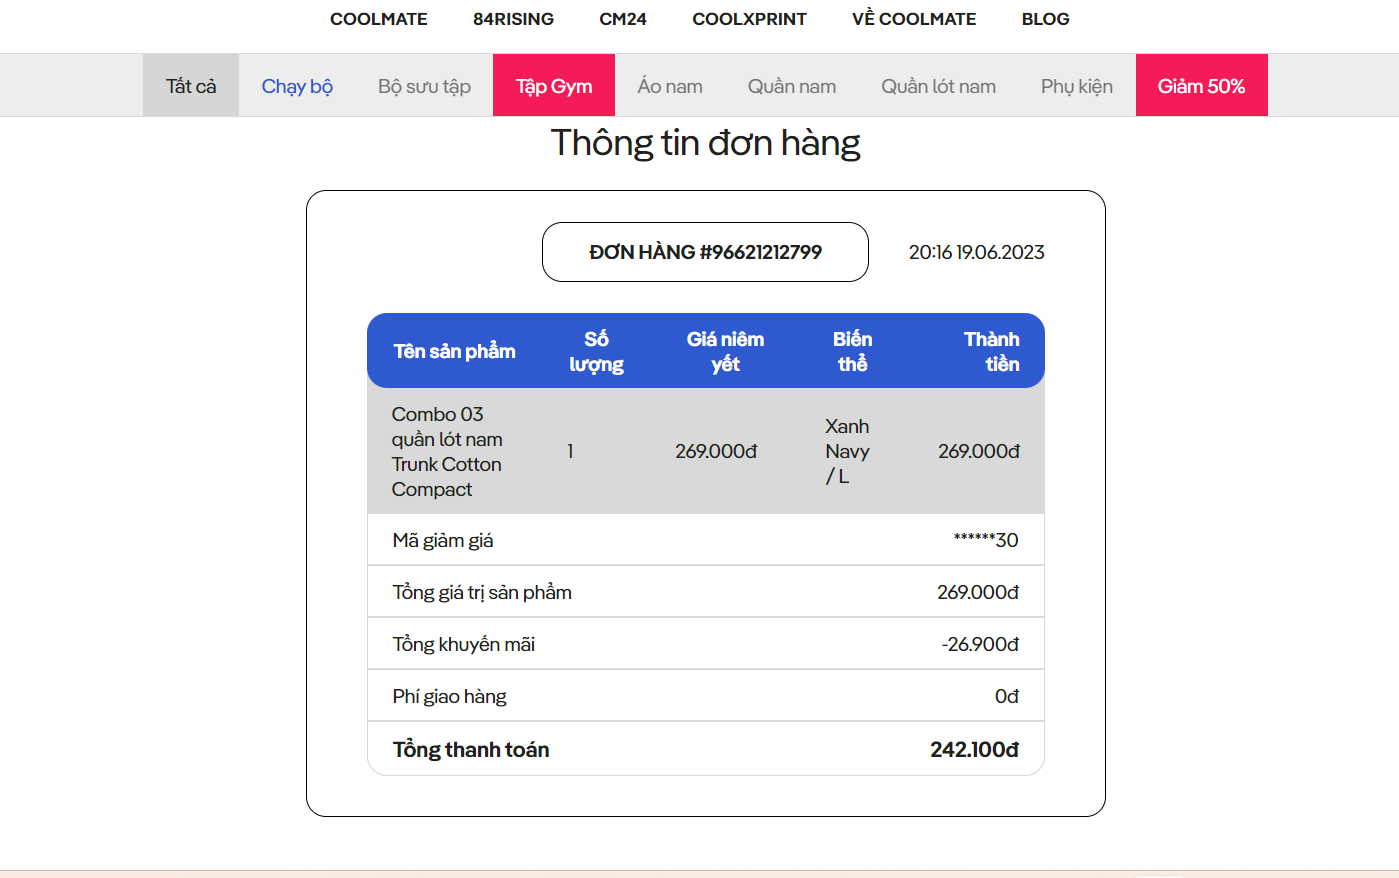 COOLMATE 84RISING CM24 COOLXPRINT VỀ COOLMATE BLOG
Tất cả Chạy bộ Bộ sưu tập Tập Gym Áo nam Quần nam Quần lót nam Phụ kiện Giảm 50%
Thông tin đơn hàng
ĐƠN HÀNG #96621212799 20:16 19.06.2023
Tên sản phẩm Số lượng Giá niêm yết Biến thể Thành tiền
Combo 03 quần lót nam Trunk Cotton Compact 1 269.000đ Xanh Navy / L 269.000đ
Mã giảm giá ******30
Tổng giá trị sản phẩm 269.000đ
Tổng khuyến mãi -26.900đ
Phí giao hàng 0đ
Tổng thanh toán 242.100đ